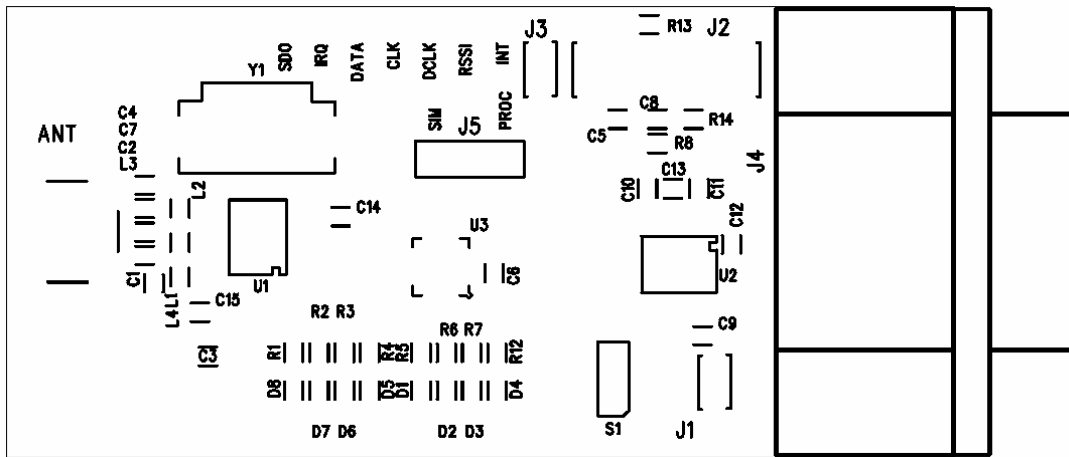 J3
R13
J2
SDO
IRQ
DATA
CLK
DCLK
RSSI
INT
Y1
C4
C7
C2
L3
ANT
SIM
J5
PROC
C8
C5
R14
R8
J4
C13
C10
C11
L2
C14
U3
C12
C1
U1
C6
U2
L4
L1
C15
R2 R3
R6 R7
C9
C3
R1
R4
R5
R12
D8
D5
D1
D4
D7 D6
D2 D3
S1
J1